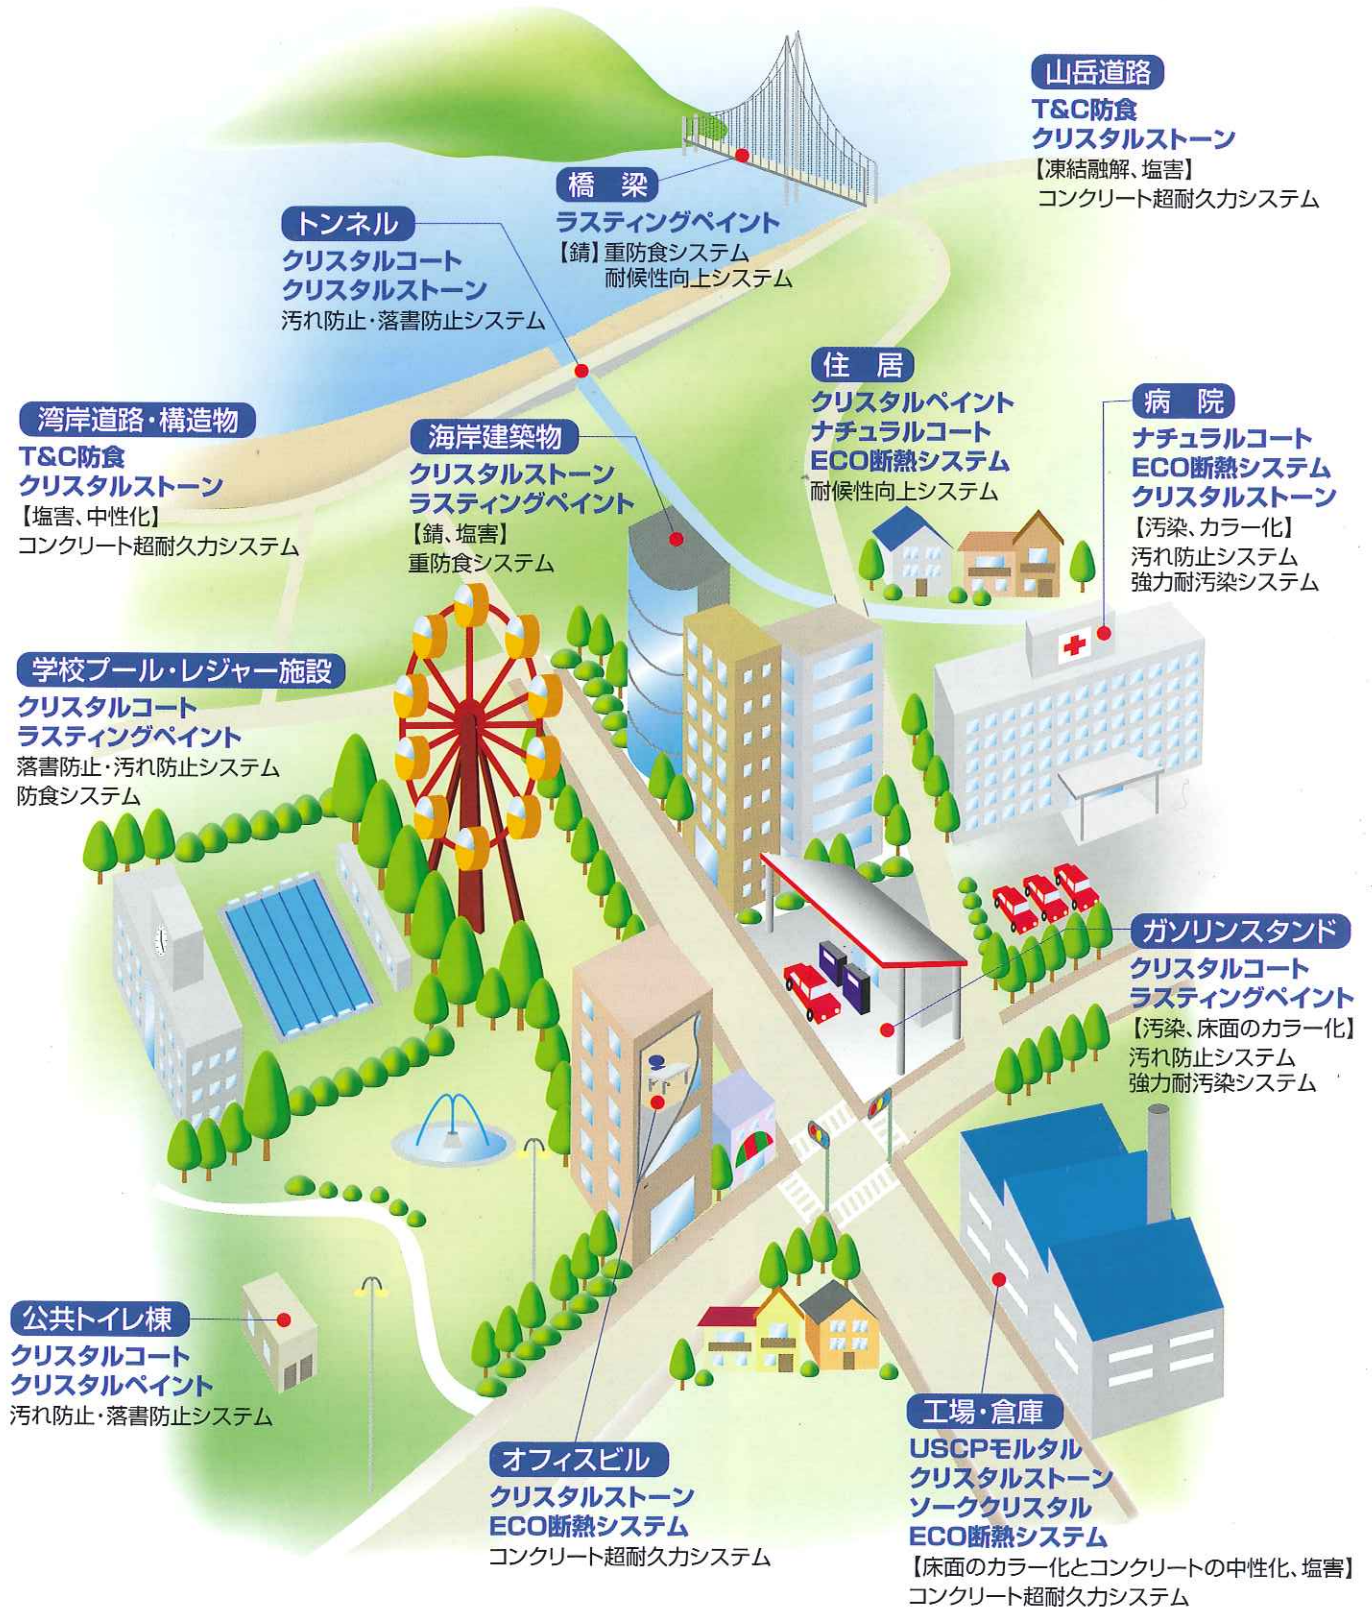 山岳道路
T&C防食
クリスタルストーン
【凍結融解、塩害】
コンクリート超耐久力システム
橋 梁
ラスティングペイント
【錆】重防食システム
耐候性向上システム
トンネル
クリスタルコート
クリスタルストーン
汚れ防止・落書防止システム
住 居
クリスタルペイント
ナチュラルコート
ECO断熱システム
耐候性向上システム
病 院
ナチュラルコート
ECO断熱システム
クリスタルストーン
【汚染、カラー化】
汚れ防止システム
強力耐汚染システム
湾岸道路・構造物
T&C防食
クリスタルストーン
【塩害、中性化】
コンクリート超耐久力システム
海岸建築物
クリスタルストーン
ラスティングペイント
【錆、塩害】
重防食システム
学校プール・レジャー施設
クリスタルコート
ラスティングペイント
落書防止・汚れ防止システム
防食システム
ガソリンスタンド
クリスタルコート
ラスティングペイント
【汚染、床面のカラー化】
汚れ防止システム
強力耐汚染システム
公共トイレ棟
クリスタルコート
クリスタルペイント
汚れ防止・落書防止システム
オフィスビル
クリスタルストーン
ECO断熱システム
コンクリート超耐久力システム
工場・倉庫
USCPモルタル
クリスタルストーン
ソーククリスタル
ECO断熱システム
【床面のカラー化とコンクリートの中性化、塩害】
コンクリート超耐久力システム